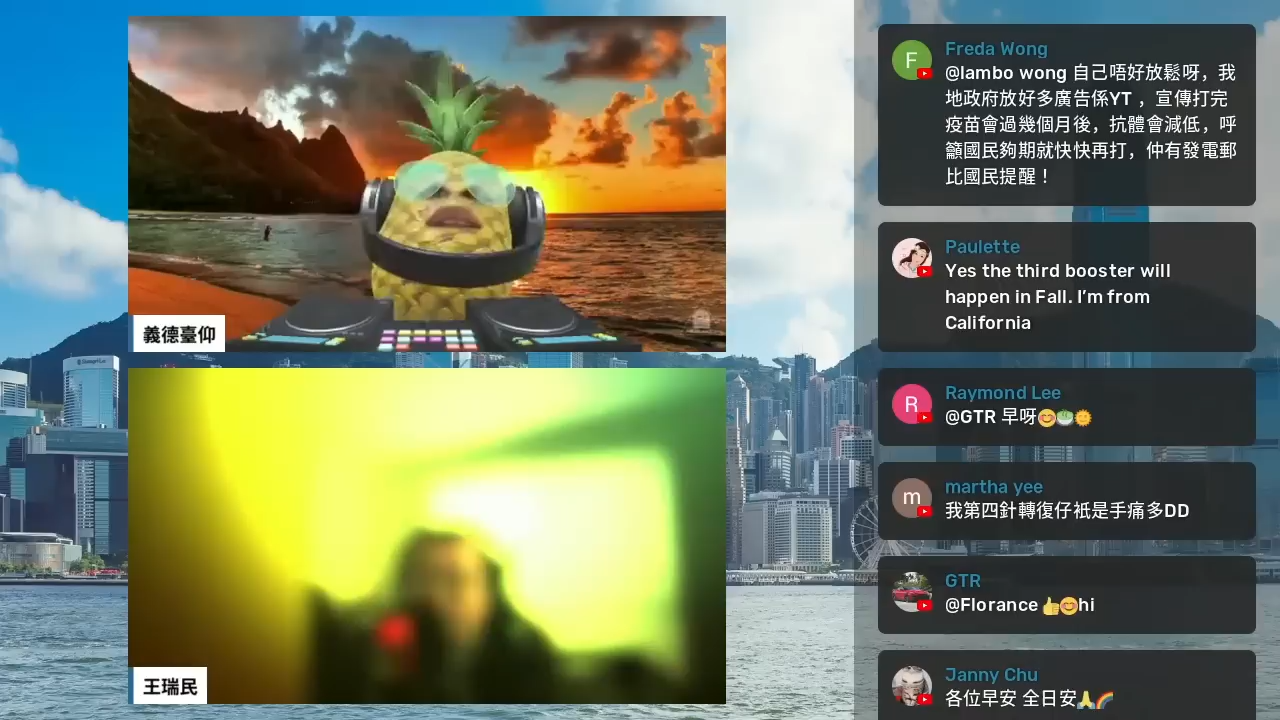 義德臺仰
王瑞民
F
Freda Wong
@lambo wong 自己唔好放鬆呀，我
地政府放好多廣告係YT ，宣傳打完
疫苗會過幾個月後，抗體會減低，呼
籲國民夠期就快快再打，仲有發電郵
比國民提醒！
Paulette
Yes the third booster will
happen in Fall. I’m from
California
R
Raymond Lee
@GTR 早呀😊🍵🌞
m
martha yee
我第四針轉復仔衹是手痛多DD
GTR
@Florance 👍😊hi
Janny Chu
各位早安 全日安🙏🌈